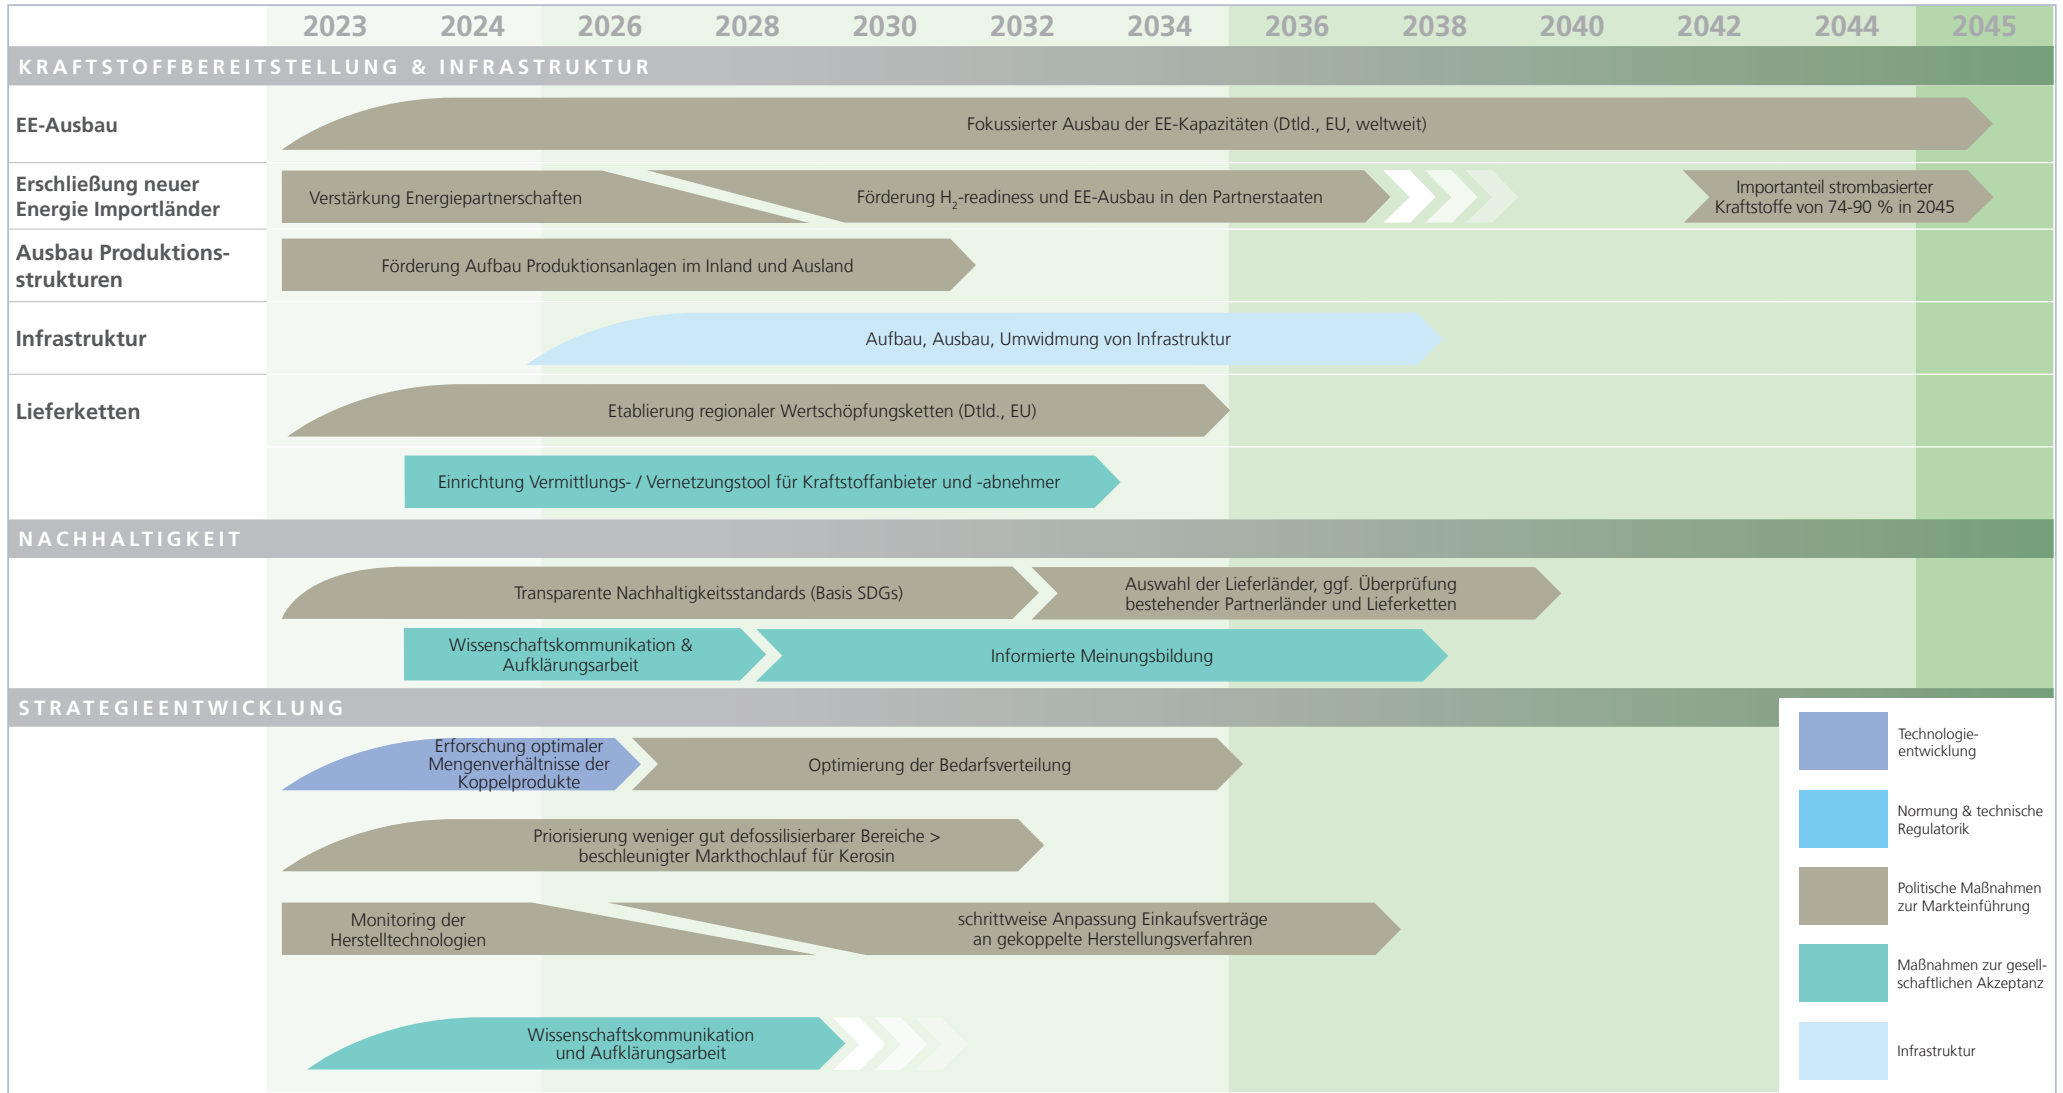 2023 2024 2026 2028 2030 2032 2034 2036 2038 2040 2042 2044 2045
KRAFTSTOFFBEREITSTELLUNG & INFRASTRUKTUR
EE-Ausbau
Fokussierter Ausbau der EE-Kapazitäten (Dtld., EU, weltweit)
Erschließung neuer
Energie Importländer
Verstärkung Energiepartnerschaften
Förderung H₂-readiness und EE-Ausbau in den Partnerstaaten
Importanteil strombasierter
Kraftstoffe von 74-90 % in 2045
Ausbau Produktions-
strukturen
Förderung Aufbau Produktionsanlagen im Inland und Ausland
Infrastruktur
Aufbau, Ausbau, Umwidmung von Infrastruktur
Lieferketten
Etablierung regionaler Wertschöpfungsketten (Dtld., EU)
Einrichtung Vermittlungs- / Vernetzungstool für Kraftstoffanbieter und -abnehmer
NACHHALTIGKEIT
Transparente Nachhaltigkeitsstandards (Basis SDGs)
Auswahl der Lieferländer, ggf. Überprüfung
bestehender Partnerländer und Lieferketten
Wissenschaftskommunikation &
Aufklärungsarbeit
Informierte Meinungsbildung
STRATEGIEENTWICKLUNG
Erforschung optimaler
Mengenverhältnisse der
Koppelprodukte
Optimierung der Bedarfsverteilung
Priorisierung weniger gut defossilisierbarer Bereiche >
beschleunigter Markthochlauf für Kerosin
Monitoring der
Herstelltechnologien
schrittweise Anpassung Einkaufsverträge
an gekoppelte Herstellungsverfahren
Wissenschaftskommunikation
und Aufklärungsarbeit
Technologie-
entwicklung
Normung & technische
Regulatorik
Politische Maßnahmen
zur Markteinführung
Maßnahmen zur gesell-
schaftlichen Akzeptanz
Infrastruktur